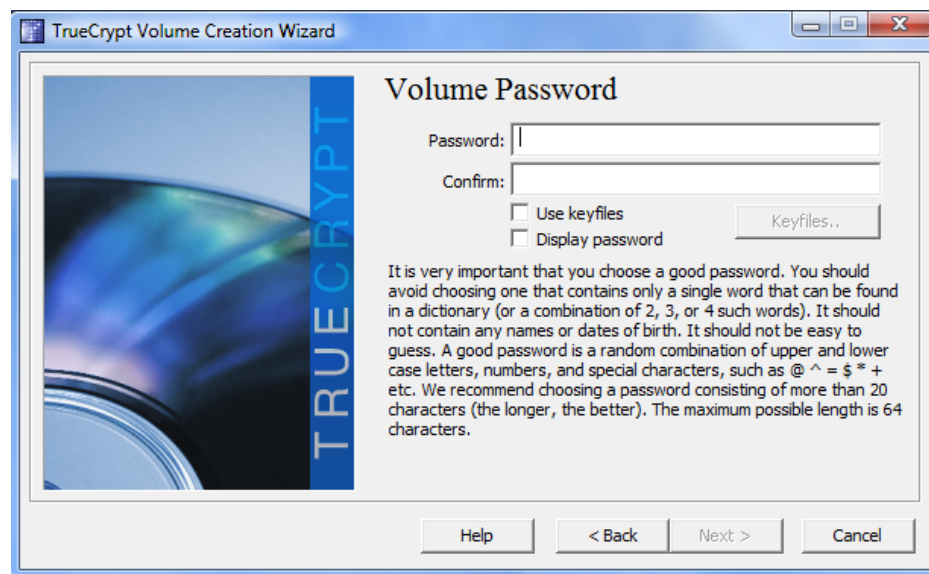 TrueCrypt Volume Creation Wizard
TRUECRYPT
Volume Password
Password:
Confirm:
Use keyfiles
Keyfiles..
Display password
It is very important that you choose a good password. You should
avoid choosing one that contains only a single word that can be found
in a dictionary (or a combination of 2, 3, or 4 such words). It should
not contain any names or dates of birth. It should not be easy to
guess. A good password is a random combination of upper and lower
case letters, numbers, and special characters, such as @ ^ = $ * +
etc. We recommend choosing a password consisting of more than 20
characters (the longer, the better). The maximum possible length is 64
characters.
Help
< Back
Next >
Cancel